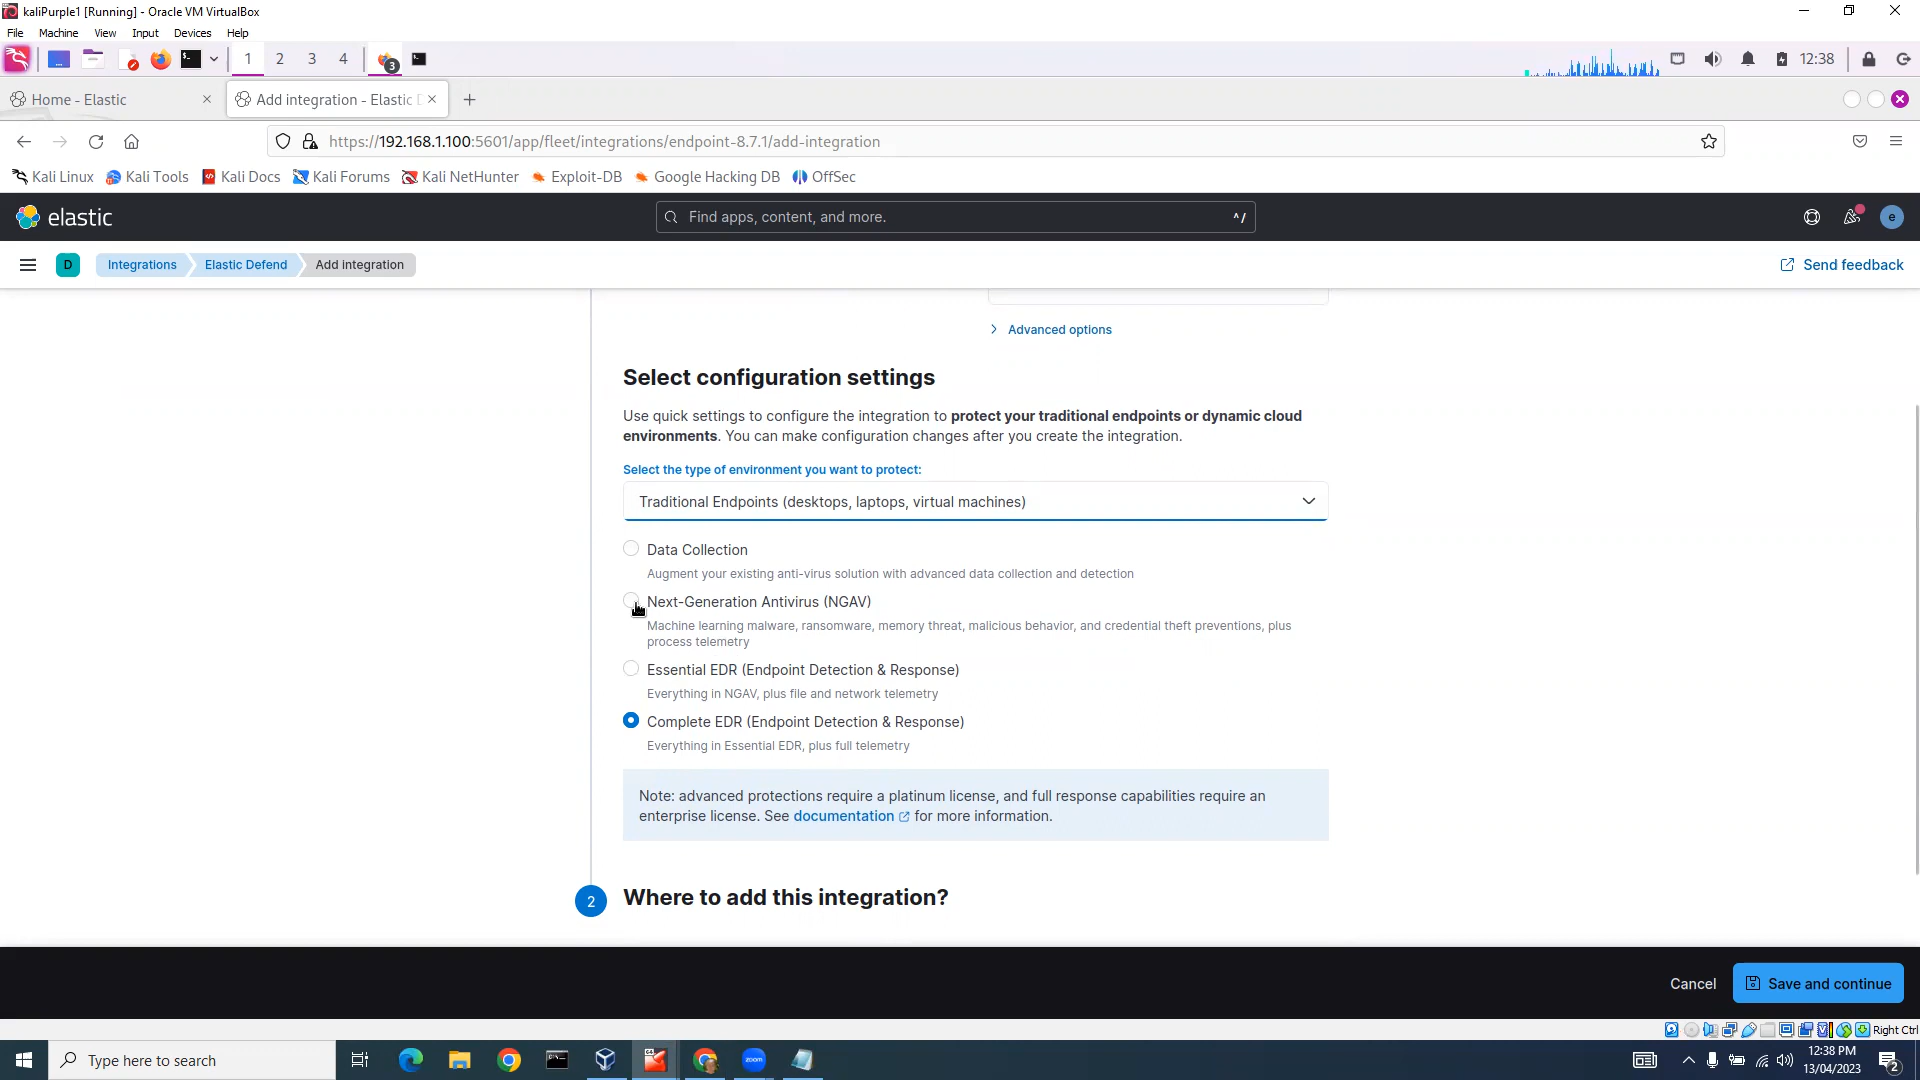 kaliPurple1 [Running] - Oracle VM VirtualBox
File Machine View Input Devices Help
1 2 3 4 3 12:38
Home - Elastic
Add integration - Elastic
https://192.168.1.100:5601/app/fleet/integrations/endpoint-8.7.1/add-integration
Kali Linux Kali Tools Kali Docs Kali Forums Kali NetHunter Exploit-DB Google Hacking DB OffSec
elastic Find apps, content, and more. ^/ e
D Integrations Elastic Defend Add integration Send feedback
Advanced options
Select configuration settings
Use quick settings to configure the integration to protect your traditional endpoints or dynamic cloud
environments. You can make configuration changes after you create the integration.
Select the type of environment you want to protect:
Traditional Endpoints (desktops, laptops, virtual machines)
Data Collection
Augment your existing anti-virus solution with advanced data collection and detection
Next-Generation Antivirus (NGAV)
Machine learning malware, ransomware, memory threat, malicious behavior, and credential theft preventions, plus
process telemetry
Essential EDR (Endpoint Detection & Response)
Everything in NGAV, plus file and network telemetry
Complete EDR (Endpoint Detection & Response)
Everything in Essential EDR, plus full telemetry
Note: advanced protections require a platinum license, and full response capabilities require an
enterprise license. See documentation for more information.
2 Where to add this integration?
Cancel Save and continue
Right Ctrl
Type here to search
zoom
12:38 PM
13/04/2023
2